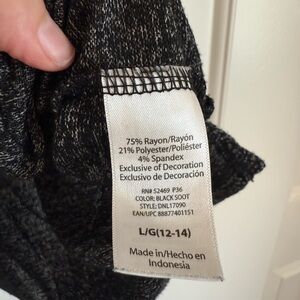 75% Rayon/Rayón
21% Polyester/Poliéster
4% Spandex
Exclusive of Decoration
Exclusivo de Decoración
RN# 52469 P36
COLOR: BLACK SOOT
STYLE: DNL17090
EAN/UPC 88877401151
L/G(12-14)
Made in/Hecho en
Indonesia